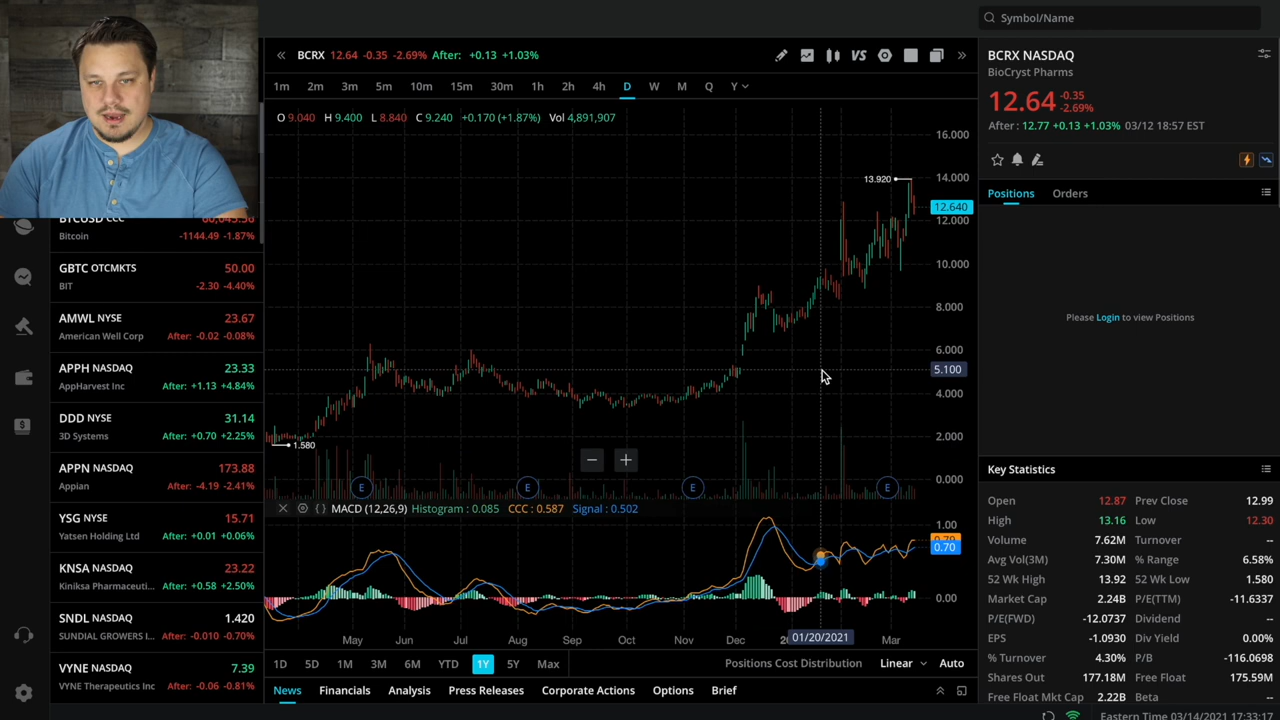 Symbol/Name
BCRX 12.64 -0.35 -2.69% After: +0.13 +1.03%
VS
1m 2m 3m 5m 10m 15m 30m 1h 2h 4h D W M Q Y
O 9.040 H 9.400 L 8.840 C 9.240 +0.170 (+1.87%) Vol 4,891,907
16.000
14.000
13.920
12.640
12.000
10.000
8.000
6.000
5.100
4.000
2.000
1.580
0.000
E E E E
MACD (12,26,9) Histogram : 0.085 CCC : 0.587 Signal : 0.502
1.00
0.70
0.00
May Jun Jul Aug Sep Oct Nov Dec 01/20/2021 Mar
1D 5D 1M 3M 6M YTD 1Y 5Y Max Positions Cost Distribution Linear Auto
News Financials Analysis Press Releases Corporate Actions Options Brief
BTCUSD CCC
Bitcoin -1144.49 -1.87%
GBTC OTCMKTS 50.00
BIT -2.30 -4.40%
AMWL NYSE 23.67
American Well Corp After: -0.02 -0.08%
APPH NASDAQ 23.33
AppHarvest Inc After: +1.13 +4.84%
DDD NYSE 31.14
3D Systems After: +0.70 +2.25%
APPN NASDAQ 173.88
Appian After: -4.19 -2.41%
YSG NYSE 15.71
Yatsen Holding Ltd After: +0.01 +0.06%
KNSA NASDAQ 23.22
Kiniksa Pharmaceuti... After: +0.58 +2.50%
SNDL NASDAQ 1.420
SUNDIAL GROWERS I... After: -0.010 -0.70%
VYNE NASDAQ 7.39
VYNE Therapeutics Inc After: -0.06 -0.81%
BCRX NASDAQ
BioCryst Pharms
12.64 -0.35
-2.69%
After : 12.77 +0.13 +1.03% 03/12 18:57 EST
Positions Orders
Please Login to view Positions
Key Statistics
Open 12.87 Prev Close 12.99
High 13.16 Low 12.30
Volume 7.62M Turnover --
Avg Vol(3M) 7.30M % Range 6.58%
52 Wk High 13.92 52 Wk Low 1.580
Market Cap 2.24B P/E(TTM) -11.6337
P/E(FWD) -12.0737 Dividend --
EPS -1.0930 Div Yield 0.00%
% Turnover 4.30% P/B -116.0698
Shares Out 177.18M Free Float 175.59M
Free Float Mkt Cap 2.22B Beta --
Eastern Time 03/14/2021 17:33:17